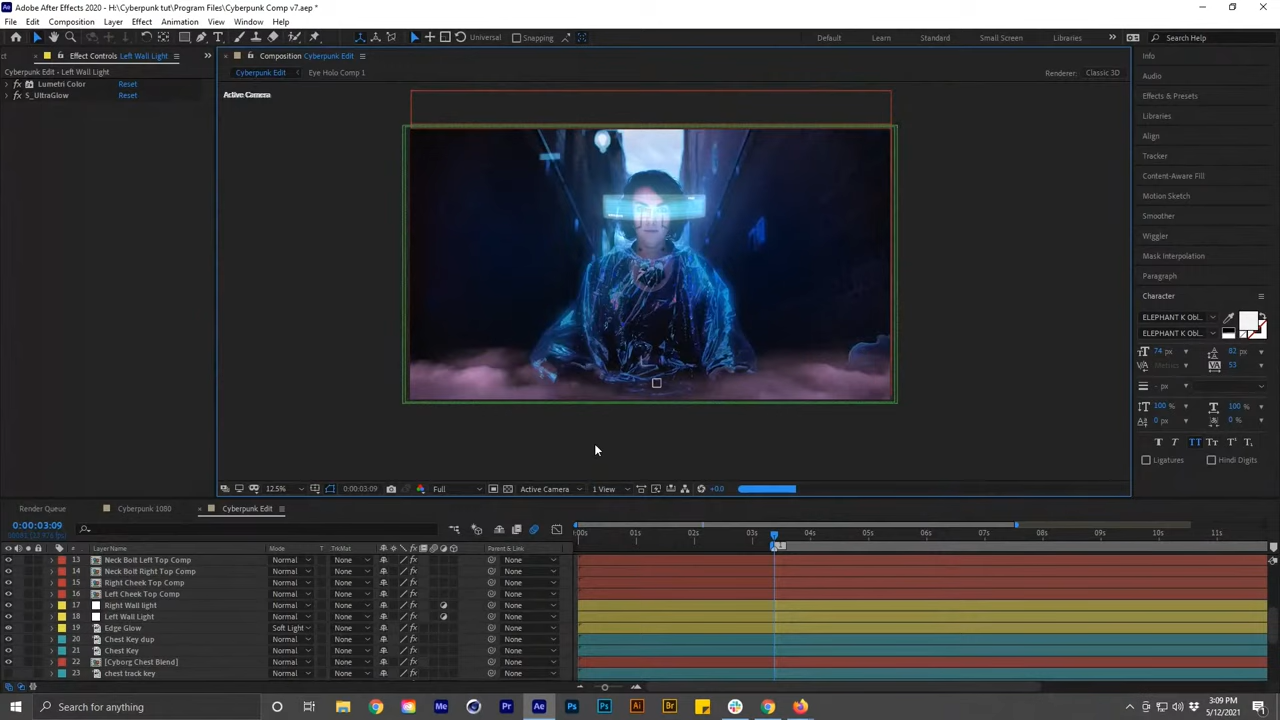 Adobe After Effects 2020 - H:\Cyberpunk tut\Program Files\Cyberpunk Comp v7.aep *
File Edit Composition Layer Effect Animation View Window Help
Universal Snapping Default Learn Standard Small Screen Libraries Search Help
Effect Controls Left Wall Light
Composition Cyberpunk Edit
Info
Cyberpunk Edit - Left Wall Light
Cyberpunk Edit Eye Holo Comp 1
Renderer: Classic 3D
Audio
fx Lumetri Color Reset
fx S_UltraGlow Reset
Active Camera
Effects & Presets
Libraries
Align
Tracker
Content-Aware Fill
Motion Sketch
Smoother
Wiggler
Mask Interpolation
Paragraph
Character
ELEPHANT K Obl...
ELEPHANT K Obl...
74 px 82 px
Metrics 53
- px
100 % 100 %
0 px 0 %
T T TT Tt T¹ T₁
Ligatures Hindi Digits
12.5% 0:00:03:09 Full Active Camera 1 View +0.0
Render Queue Cyberpunk 1080 Cyberpunk Edit
0:00:03:09
:00s 01s 02s 03s 04s 05s 06s 07s 08s 09s 10s 11s
# Layer Name Mode T .TrkMat Parent & Link
13 Neck Bolt Left Top Comp Normal None None
14 Neck Bolt Right Top Comp Normal None None
15 Right Cheek Top Comp Normal None None
16 Left Cheek Top Comp Normal None None
17 Right Wall light Normal None None
18 Left Wall Light Normal None None
19 Edge Glow Soft Light None None
20 Chest Key dup Normal None None
21 Chest Key Normal None None
22 [Cyborg Chest Blend] Normal None None
23 chest track key Normal None None
Type here to search